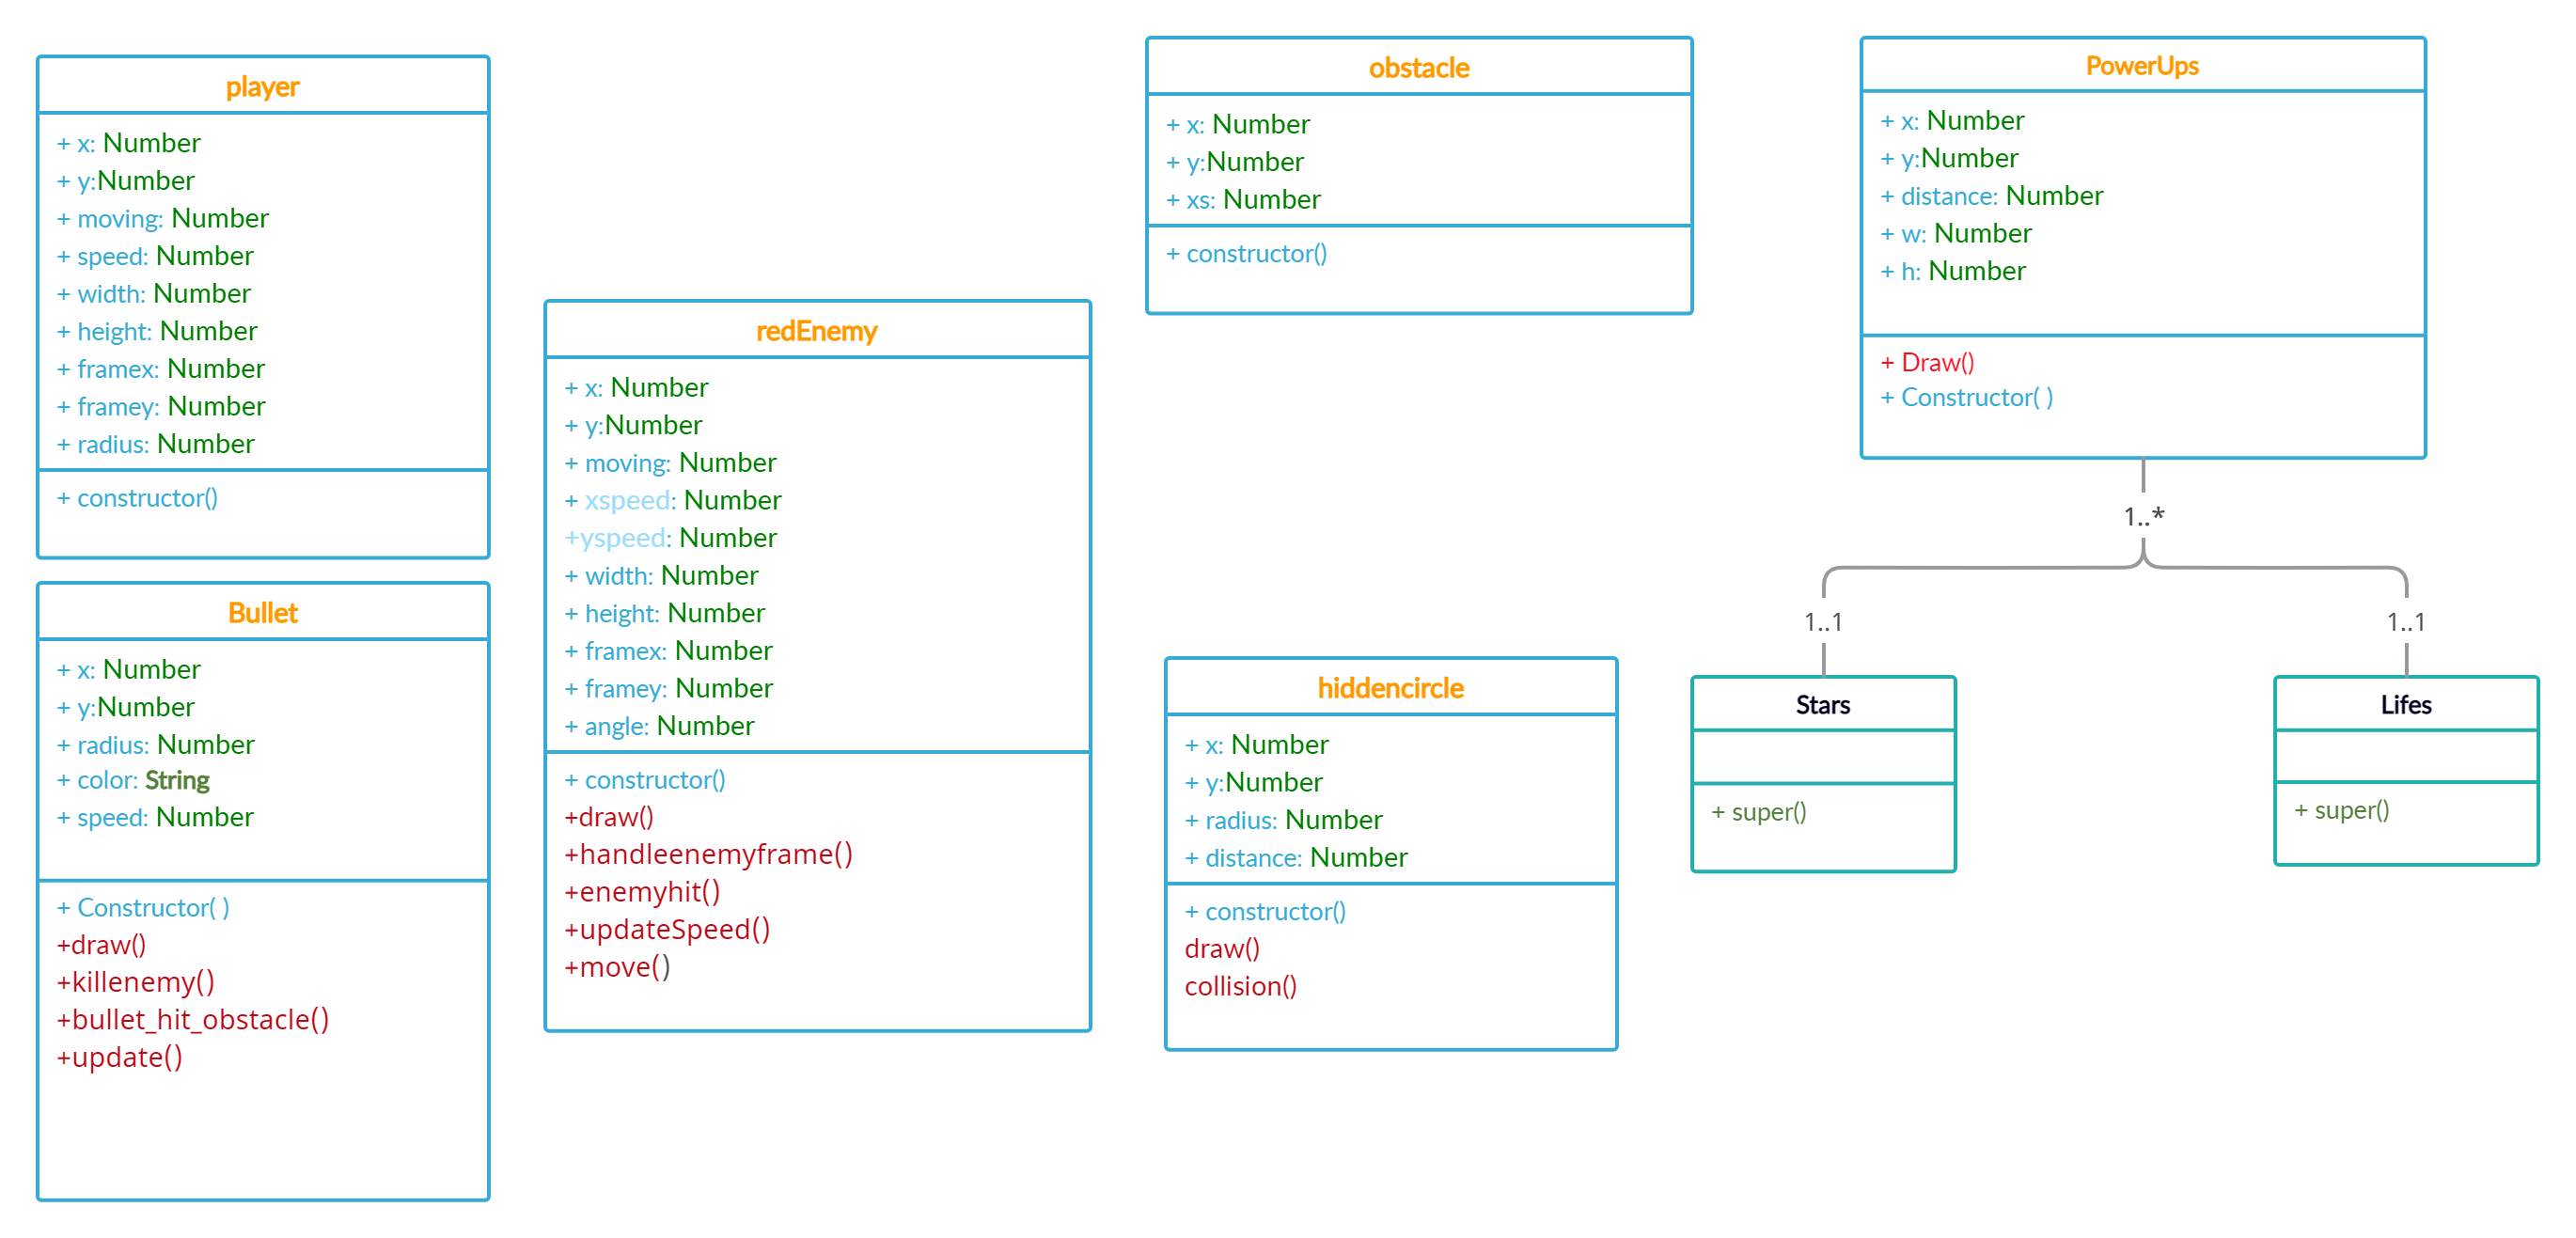 player
+ x: Number
+ y:Number
+ moving: Number
+ speed: Number
+ width: Number
+ height: Number
+ framex: Number
+ framey: Number
+ radius: Number
+ constructor()
Bullet
+ x: Number
+ y:Number
+ radius: Number
+ color: String
+ speed: Number
+ Constructor( )
+draw()
+killenemy()
+bullet_hit_obstacle()
+update()
redEnemy
+ x: Number
+ y:Number
+ moving: Number
+ xspeed: Number
+yspeed: Number
+ width: Number
+ height: Number
+ framex: Number
+ framey: Number
+ angle: Number
+ constructor()
+draw()
+handleenemyframe()
+enemyhit()
+updateSpeed()
+move()
obstacle
+ x: Number
+ y:Number
+ xs: Number
+ constructor()
hiddencircle
+ x: Number
+ y:Number
+ radius: Number
+ distance: Number
+ constructor()
draw()
collision()
PowerUps
+ x: Number
+ y:Number
+ distance: Number
+ w: Number
+ h: Number
+ Draw()
+ Constructor( )
1..*
1..1
1..1
Stars
+ super()
Lifes
+ super()